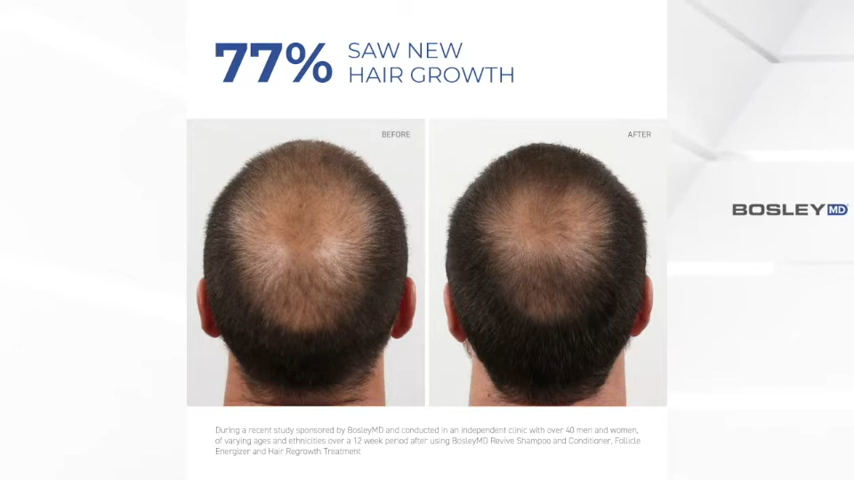 77% SAW NEW
HAIR GROWTH
BEFORE
AFTER
BOSLEYMD
During a recent study sponsored by BosleyMD and conducted in an independent clinic with over 40 men and women,
of varying ages and ethnicities over a 12 week period after using BosleyMD Revive Shampoo and Conditioner, Follicle
Energizer and Hair Regrowth Treatment